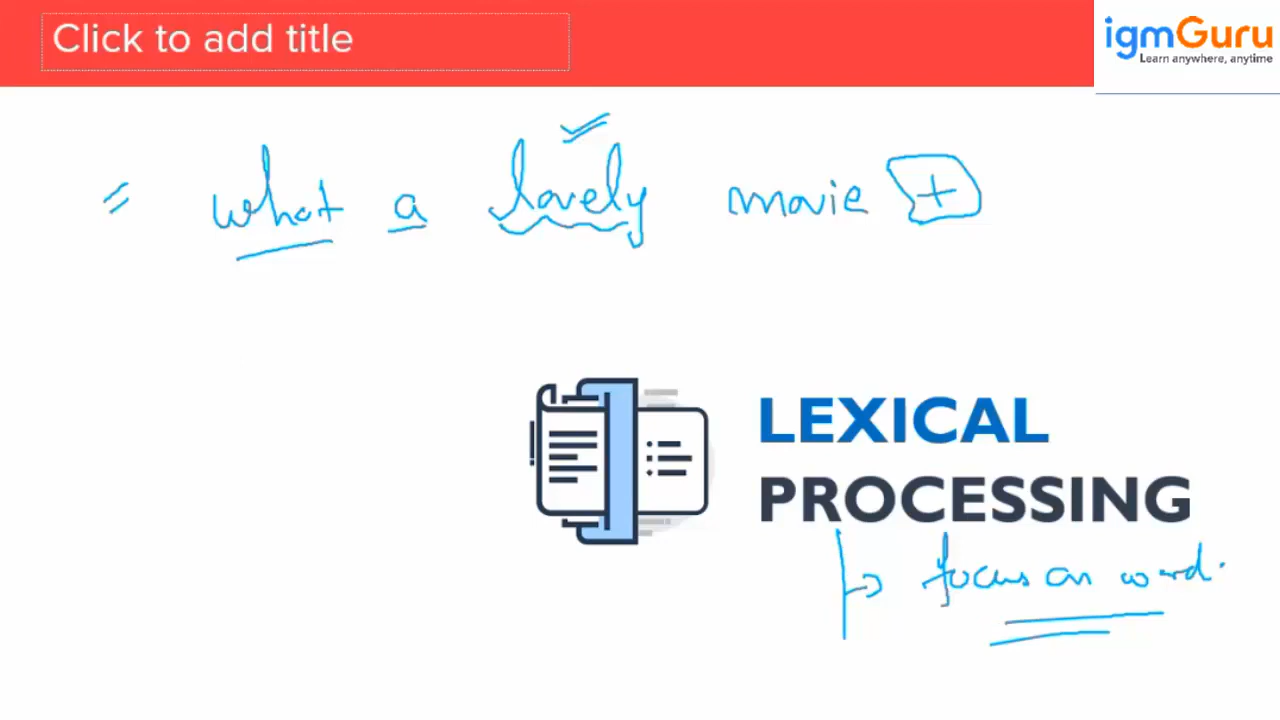 Click to add title
igmGuru
Learn anywhere, anytime
= what a lovely movie +
LEXICAL
PROCESSING
focus on word.